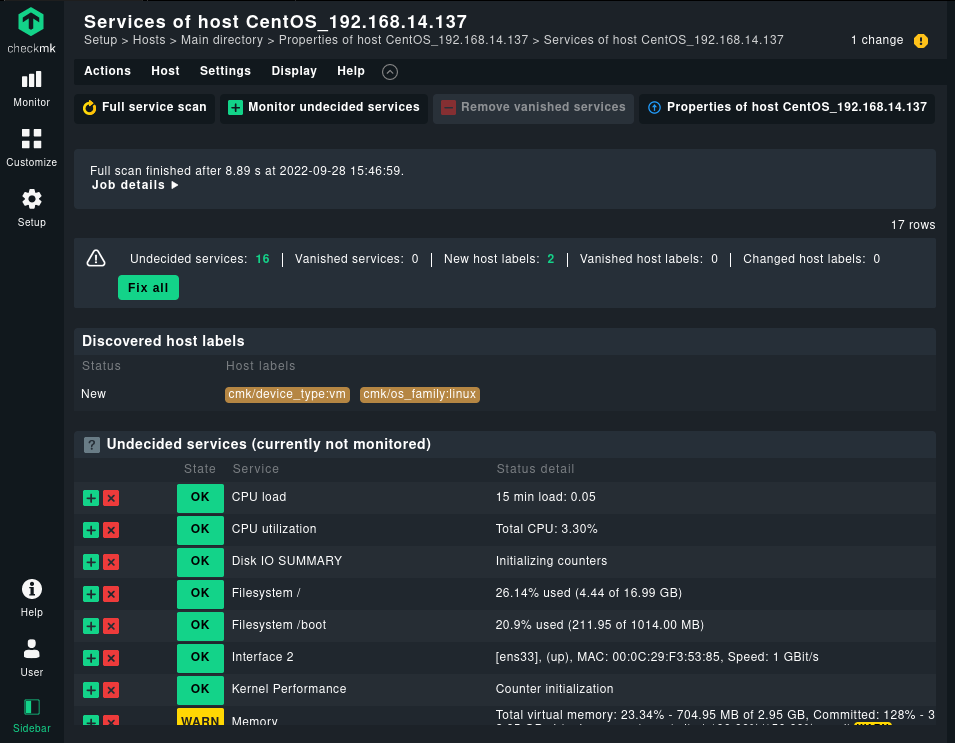 Services of host CentOS_192.168.14.137
Setup > Hosts > Main directory > Properties of host CentOS_192.168.14.137 > Services of host CentOS_192.168.14.137
1 change
checkmk
Monitor
Customize
Setup
Help
User
Sidebar
Actions Host Settings Display Help
Full service scan Monitor undecided services Remove vanished services Properties of host CentOS_192.168.14.137
Full scan finished after 8.89 s at 2022-09-28 15:46:59.
Job details
17 rows
Undecided services: 16 | Vanished services: 0 | New host labels: 2 | Vanished host labels: 0 | Changed host labels: 0
Fix all
Discovered host labels
Status Host labels
New cmk/device_type:vm cmk/os_family:linux
? Undecided services (currently not monitored)
State Service Status detail
OK CPU load 15 min load: 0.05
OK CPU utilization Total CPU: 3.30%
OK Disk IO SUMMARY Initializing counters
OK Filesystem / 26.14% used (4.44 of 16.99 GB)
OK Filesystem /boot 20.9% used (211.95 of 1014.00 MB)
OK Interface 2 [ens33], (up), MAC: 00:0C:29:F3:53:85, Speed: 1 GBit/s
OK Kernel Performance Counter initialization
WARN Memory Total virtual memory: 23.34% - 704.95 MB of 2.95 GB, Committed: 128% - 3